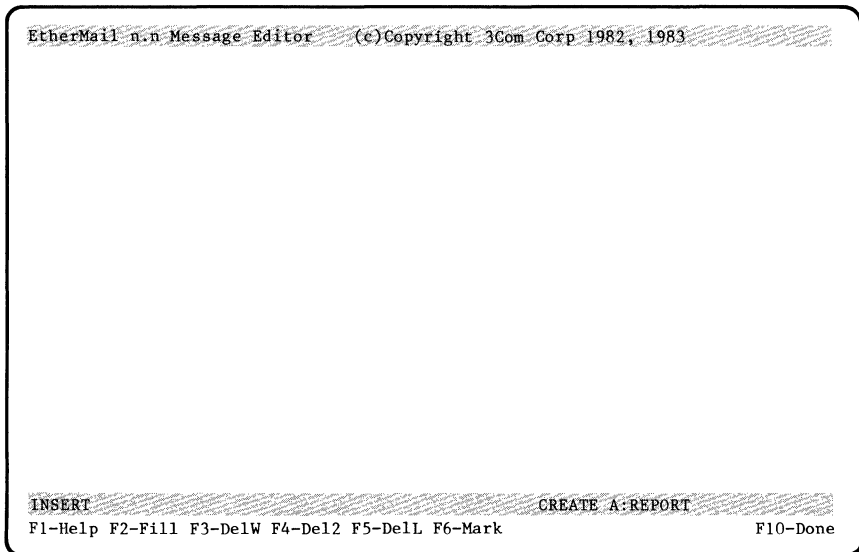 EtherMail n.n Message Editor (c)Copyright 3Com Corp 1982, 1983
INSERT CREATE A:REPORT
F1-Help F2-Fill F3-DelW F4-Del2 F5-DelL F6-Mark F10-Done